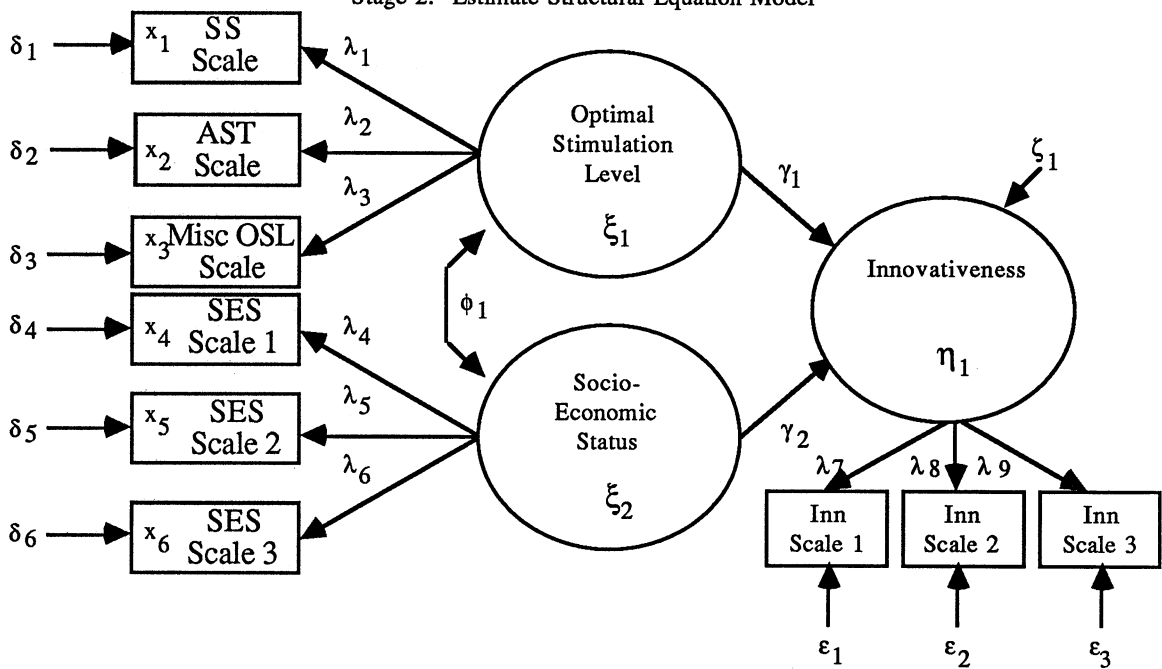 Stage 2: Estimate Structural Equation Model
δ1
x1 SS
Scale
λ1
δ2
x2 AST
Scale
λ2
δ3
x3 Misc OSL
Scale
λ3
δ4
x4 SES
Scale 1
λ4
δ5
x5 SES
Scale 2
λ5
δ6
x6 SES
Scale 3
λ6
Optimal
Stimulation
Level
ξ1
ϕ1
Socio-
Economic
Status
ξ2
γ1
γ2
ζ1
Innovativeness
η1
λ7 λ8 λ9
Inn
Scale 1
Inn
Scale 2
Inn
Scale 3
ε1 ε2 ε3